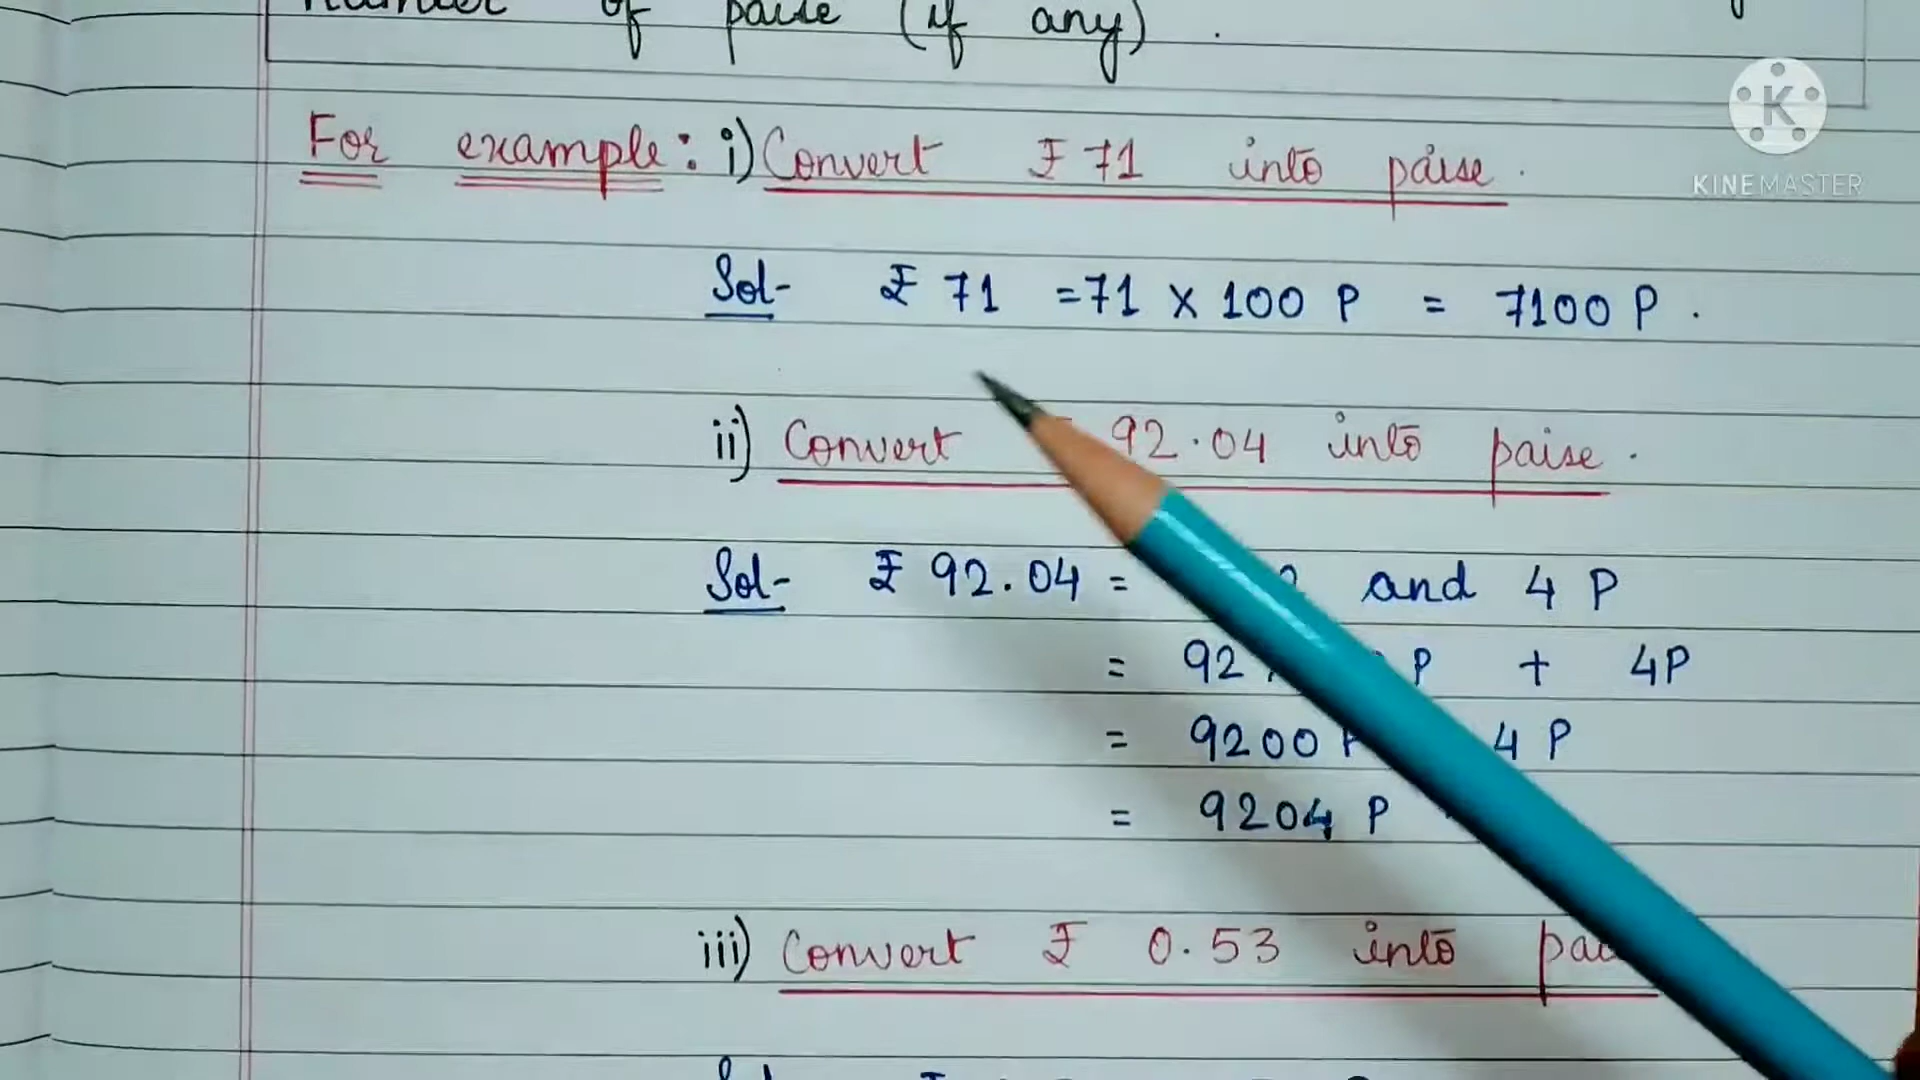 of paise (if any) .
For example: i) Convert ₹ 71 into paise .
KINEMASTER
Sol- ₹ 71 = 71 x 100 P = 7100 P .
ii) Convert 92.04 into paise .
Sol- ₹ 92.04 = and 4 P
= 92 P + 4P
= 9200 P 4 P
= 9204 P
iii) Convert ₹ 0.53 into